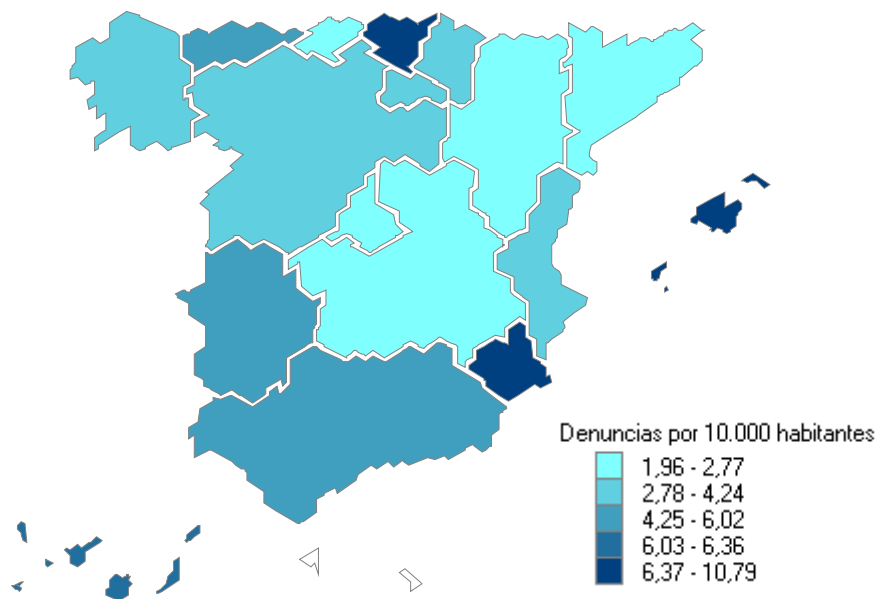 Denuncias por 10.000 habitantes
1,96 - 2,77
2,78 - 4,24
4,25 - 6,02
6,03 - 6,36
6,37 - 10,79